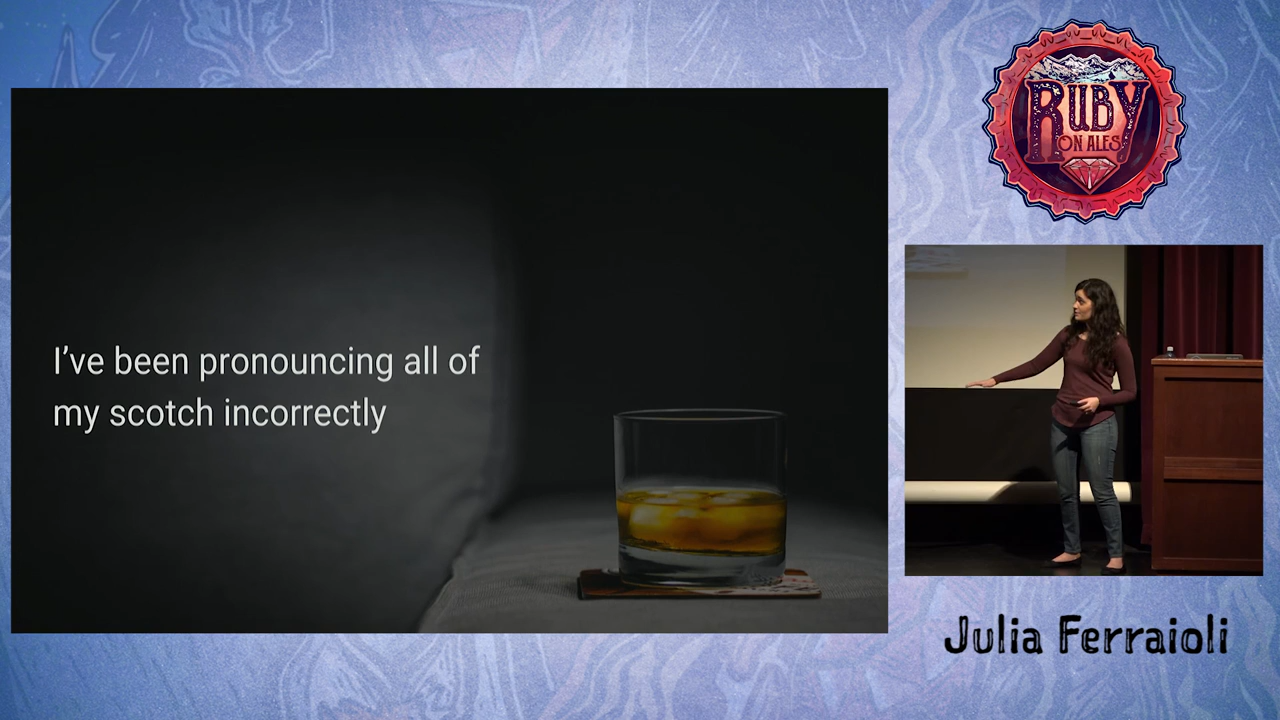 I've been pronouncing all of
my scotch incorrectly
RUBY
ON ALES
Julia Ferraioli